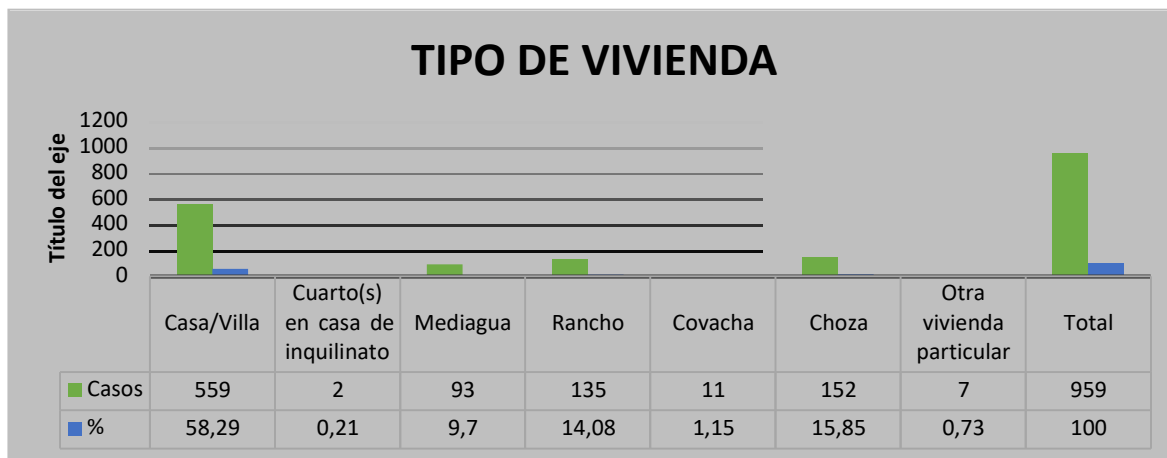 TIPO DE VIVIENDA
Título del eje
1200
1000
800
600
400
200
0
Casa/Villa
Cuarto(s)
en casa de
inquilinato
Mediagua
Rancho
Covacha
Choza
Otra
vivienda
particular
Total
Casos 559 2 93 135 11 152 7 959
% 58,29 0,21 9,7 14,08 1,15 15,85 0,73 100